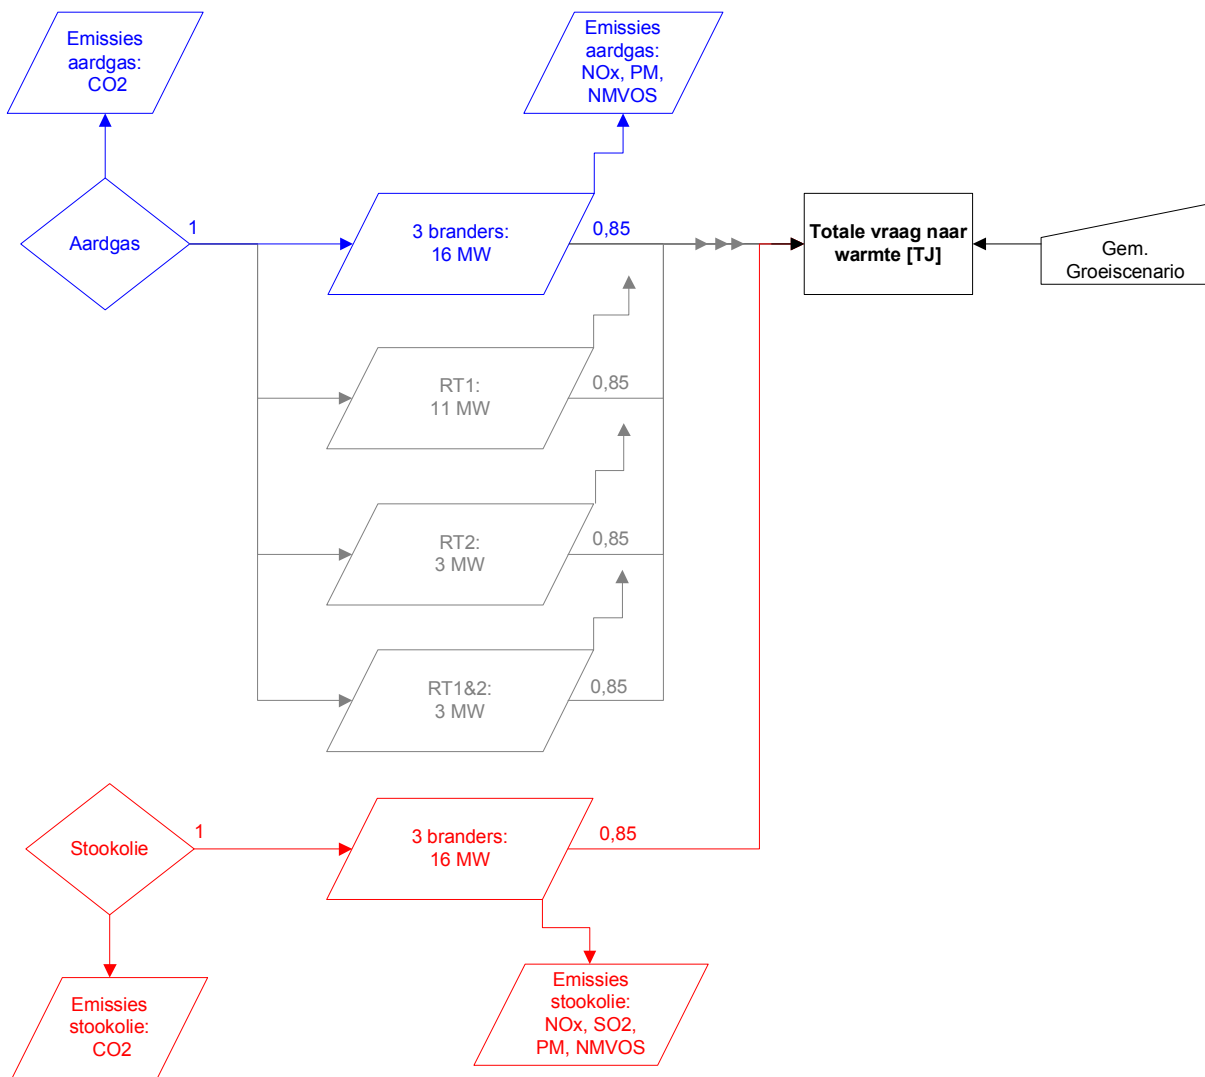 Emissies
aardgas:
CO2
Emissies
aardgas:
NOx, PM,
NMVOS
Aardgas
1
3 branders:
16 MW
0,85
Totale vraag naar
warmte [TJ]
Gem.
Groeiscenario
RT1:
11 MW
0,85
RT2:
3 MW
0,85
RT1&2:
3 MW
0,85
Stookolie
1
3 branders:
16 MW
0,85
Emissies
stookolie:
CO2
Emissies
stookolie:
NOx, SO2,
PM, NMVOS